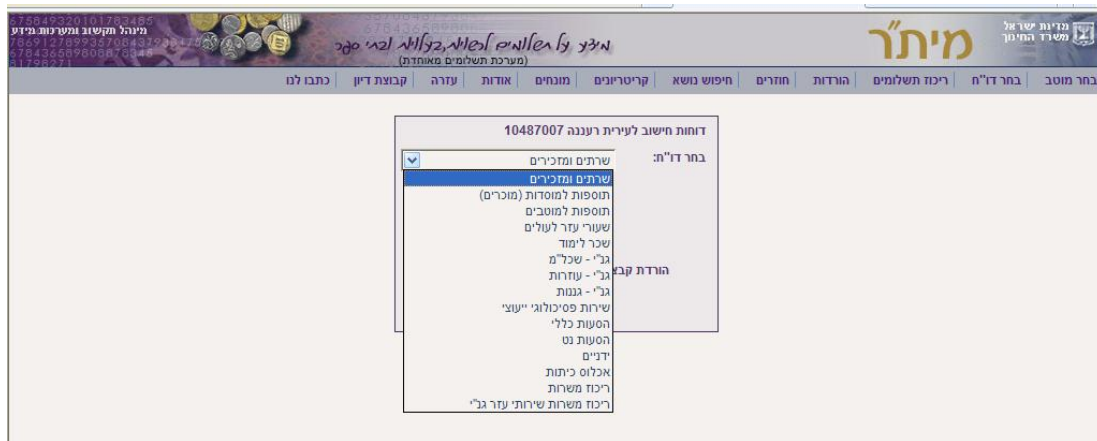 מדינת ישראל
משרד החינוך
מית"ר
מידע על תשלומים לרשויות, בעלויות ובתי ספר
(מערכת תשלומים מאוחדת)
מינהל תקשוב ומערכות מידע
בחר מוטב | בחר דו"ח | ריכוז תשלומים | הורדות | חוזרים | חיפוש נושא | קריטריונים | מונחים | אודות | עזרה | קבוצת דיון | כתבו לנו
דוחות חישוב לעירית רעננה 10487007
בחר דו"ח:
שרתים ומזכירים
שרתים ומזכירים
תוספות למוסדות (מוכרים)
תוספות למוטבים
שעורי עזר לעולים
שכר לימוד
גנ"י - שכל"מ
גנ"י - עוזרות
גנ"י - גננות
שירות פסיכולוגי ייעוצי
הסעות כללי
הסעות נט
ידניים
אכלוס כיתות
ריכוז משרות
ריכוז משרות שירותי עזר גנ"י
הורדת קבצ